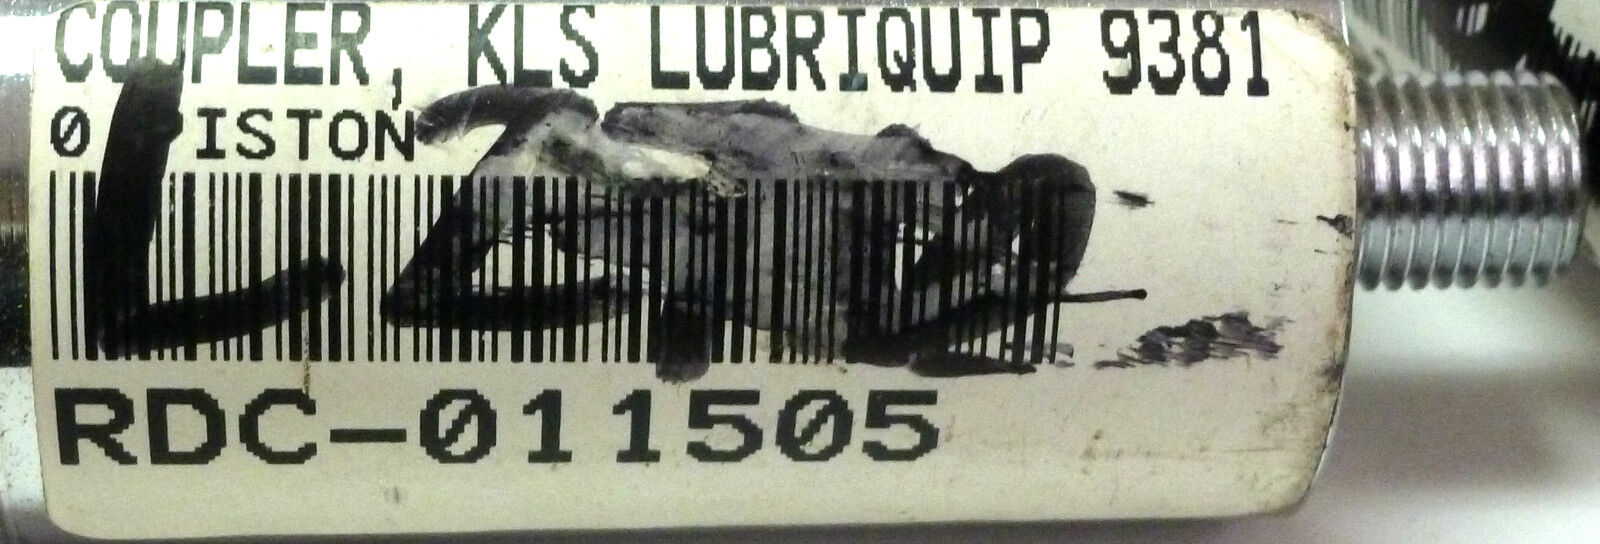 COUPLER, KLS LUBRIQUIP 9381
0 PISTON
RDC-011505